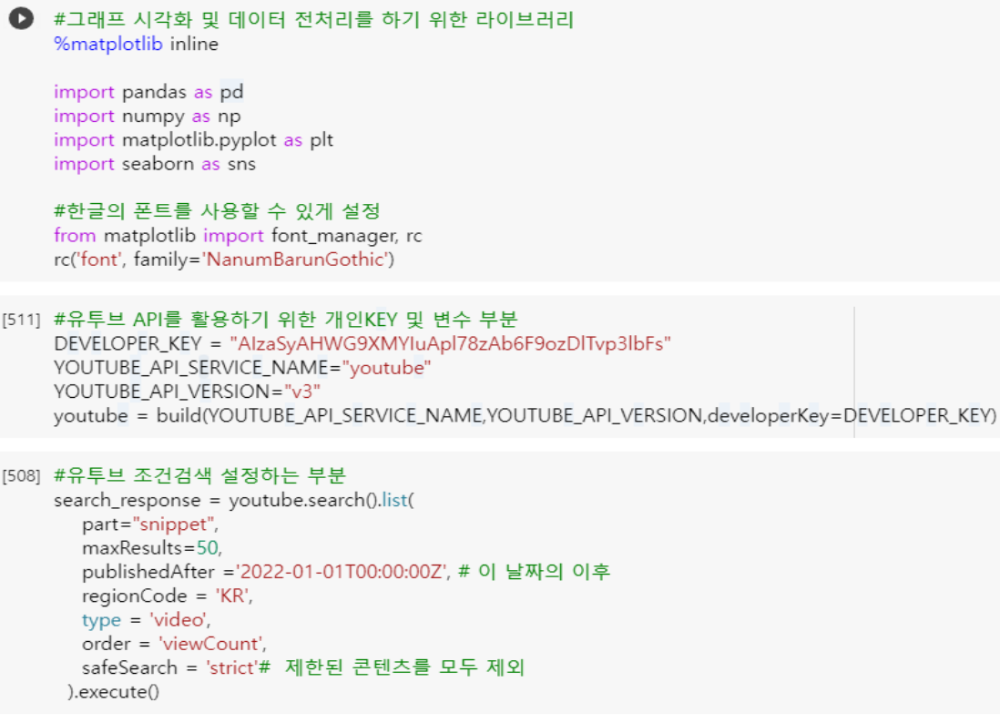 #그래프 시각화 및 데이터 전처리를 하기 위한 라이브러리
%matplotlib inline
import pandas as pd
import numpy as np
import matplotlib.pyplot as plt
import seaborn as sns
#한글의 폰트를 사용할 수 있게 설정
from matplotlib import font_manager, rc
rc('font', family='NanumBarunGothic')
[511] #유투브 API를 활용하기 위한 개인KEY 및 변수 부분
DEVELOPER_KEY = "AIzaSyAHWG9XMYIuApl78zAb6F9ozDlTvp3lbFs"
YOUTUBE_API_SERVICE_NAME="youtube"
YOUTUBE_API_VERSION="v3"
youtube = build(YOUTUBE_API_SERVICE_NAME,YOUTUBE_API_VERSION,developerKey=DEVELOPER_KEY)
[508] #유투브 조건검색 설정하는 부분
search_response = youtube.search().list(
part="snippet",
maxResults=50,
publishedAfter ='2022-01-01T00:00:00Z', # 이 날짜의 이후
regionCode = 'KR',
type = 'video',
order = 'viewCount',
safeSearch = 'strict'# 제한된 콘텐츠를 모두 제외
).execute()